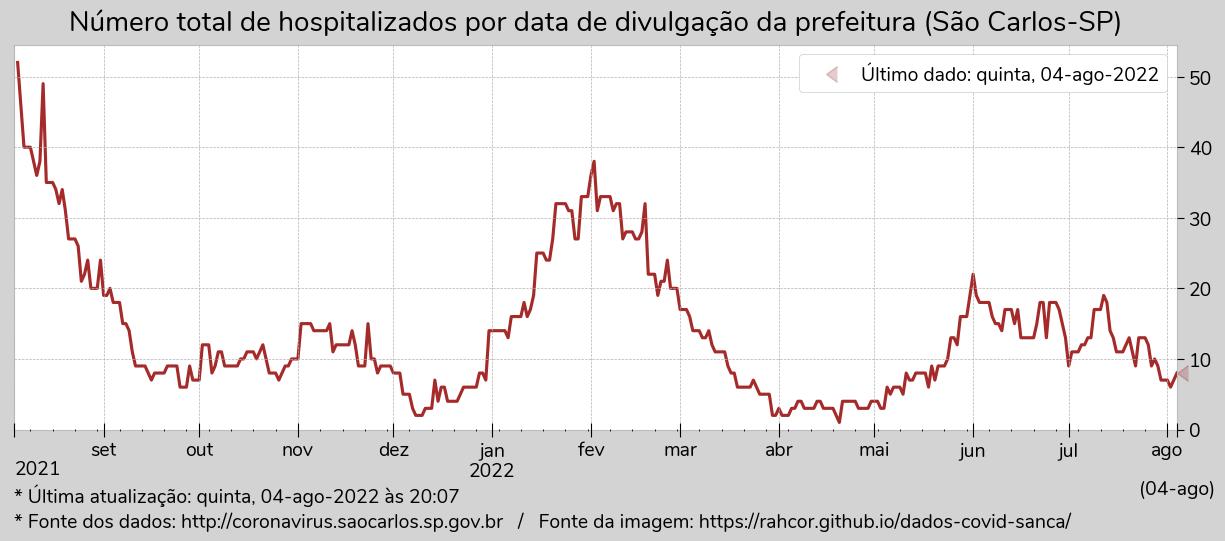 Número total de hospitalizados por data de divulgação da prefeitura (São Carlos-SP)
Último dado: quinta, 04-ago-2022
50
40
30
20
10
0
set out nov dez jan fev mar abr mai jun jul ago
2021 2022
(04-ago)
* Última atualização: quinta, 04-ago-2022 às 20:07
* Fonte dos dados: http://coronavirus.saocarlos.sp.gov.br / Fonte da imagem: https://rahcor.github.io/dados-covid-sanca/